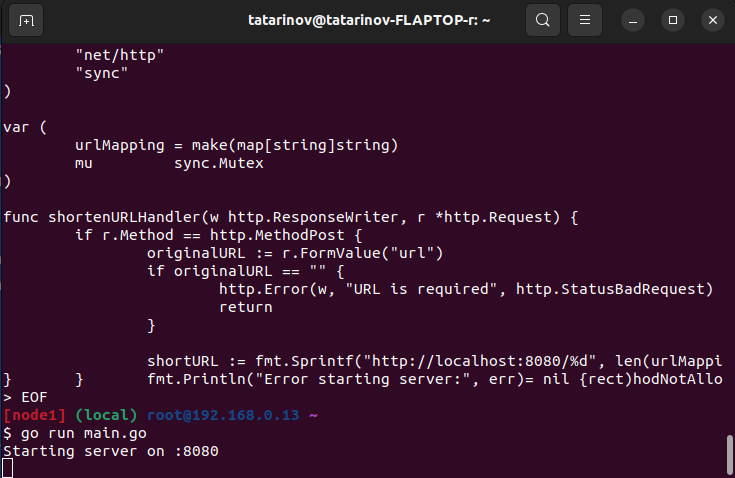 tatarinov@tatarinov-FLAPTOP-r: ~
        "net/http"
        "sync"
)
var (
        urlMapping = make(map[string]string)
        mu         sync.Mutex
)
func shortenURLHandler(w http.ResponseWriter, r *http.Request) {
        if r.Method == http.MethodPost {
                originalURL := r.FormValue("url")
                if originalURL == "" {
                        http.Error(w, "URL is required", http.StatusBadRequest)
                        return
                }
                shortURL := fmt.Sprintf("http://localhost:8080/%d", len(urlMappi
}       }       fmt.Println("Error starting server:", err)= nil {rect)hodNotAllo
> EOF
[node1] (local) root@192.168.0.13 ~
$ go run main.go
Starting server on :8080